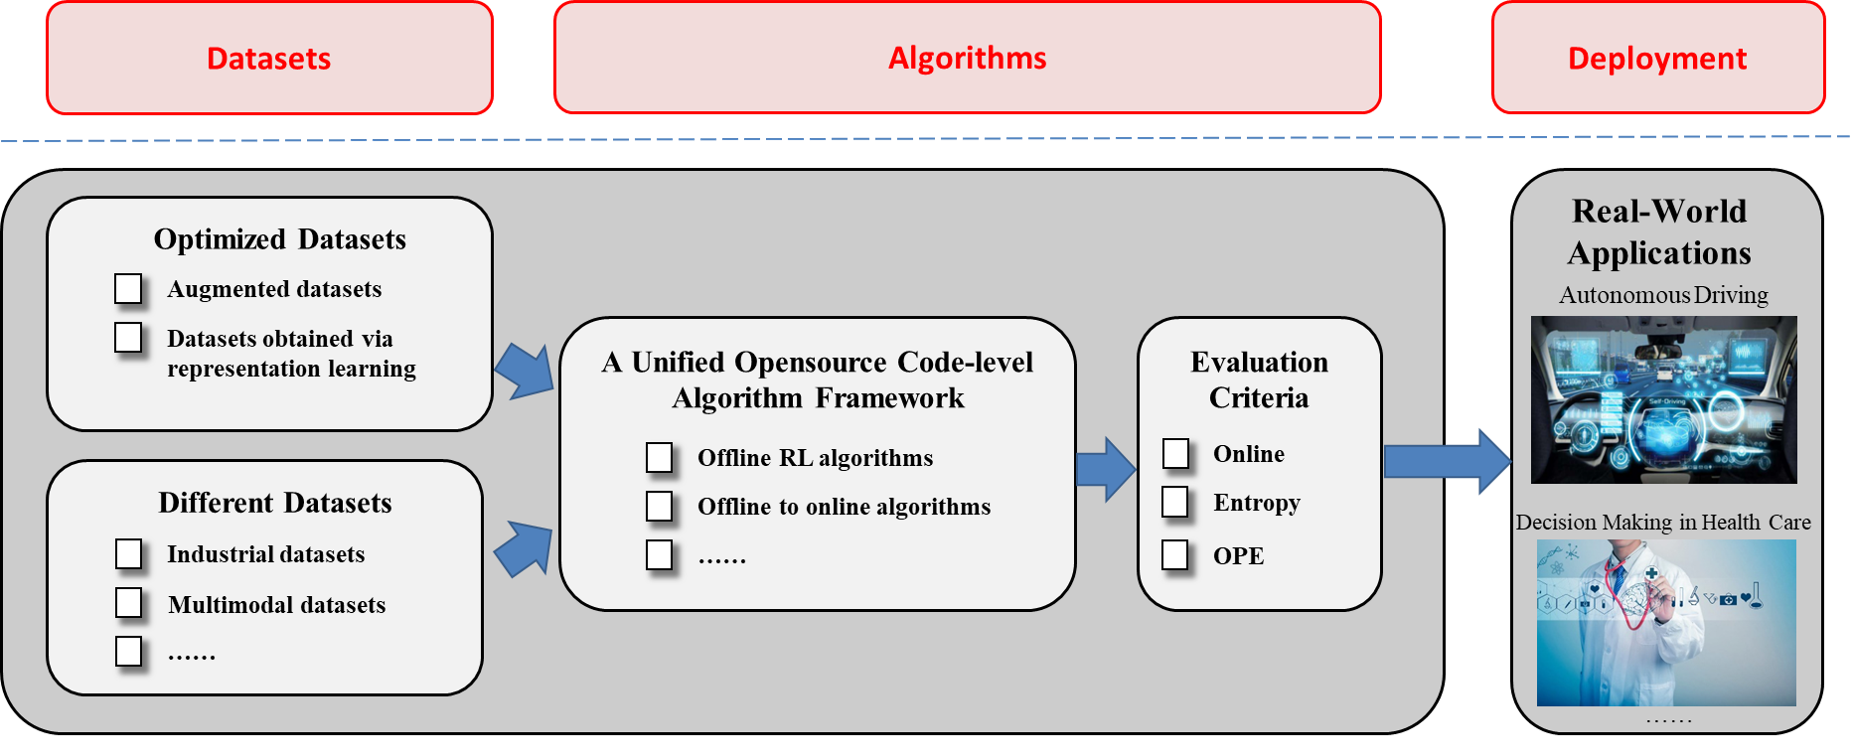 Datasets
Algorithms
Deployment
Optimized Datasets
Augmented datasets
Datasets obtained via
representation learning
Different Datasets
Industrial datasets
Multimodal datasets
......
A Unified Opensource Code-level
Algorithm Framework
Offline RL algorithms
Offline to online algorithms
......
Evaluation
Criteria
Online
Entropy
OPE
Real-World
Applications
Autonomous Driving
Self-Driving
Decision Making in Health Care
......